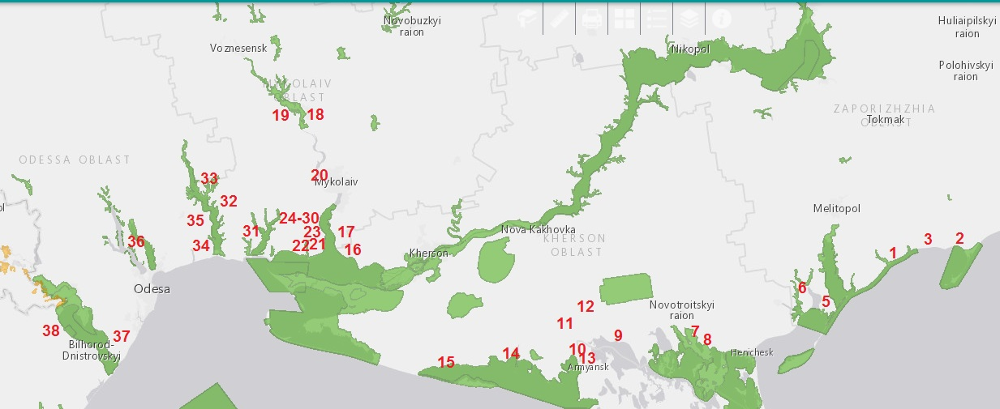 Novobuzkyi
raion
Huliaipilskyi
raion
Voznesensk
Nikopol
Polohivskyi
raion
MYKOLAIV
OBLAST
19
18
ZAPORIZHZHIA
OBLAST
Tokmak
ODESSA OBLAST
20
Mykolaiv
33
32
35
34
36
31
24-30
23
22
21
17
16
Melitopol
Nova Kakhovka
KHERSON
OBLAST
Kherson
1
3
2
Odesa
6
5
12
11
Novotroitskyi
raion
9
7
8
10
13
14
15
Armyansk
Henichesk
38
37
Bilhorod-
Dnistrovskyi